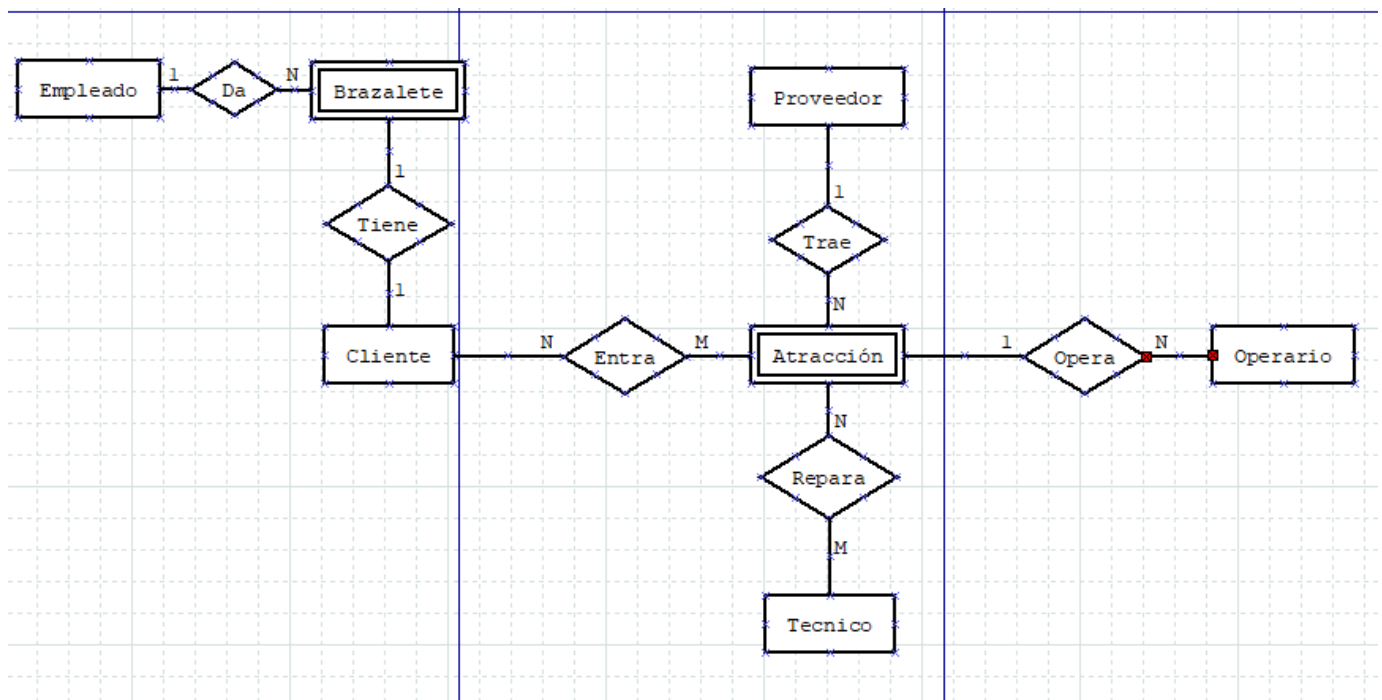 Empleado
1
Da
N
Brazalete
Proveedor
1
Tiene
1
1
Trae
N
Cliente
N
Entra
M
Atracción
1
Opera
N
Operario
N
Repara
M
Tecnico